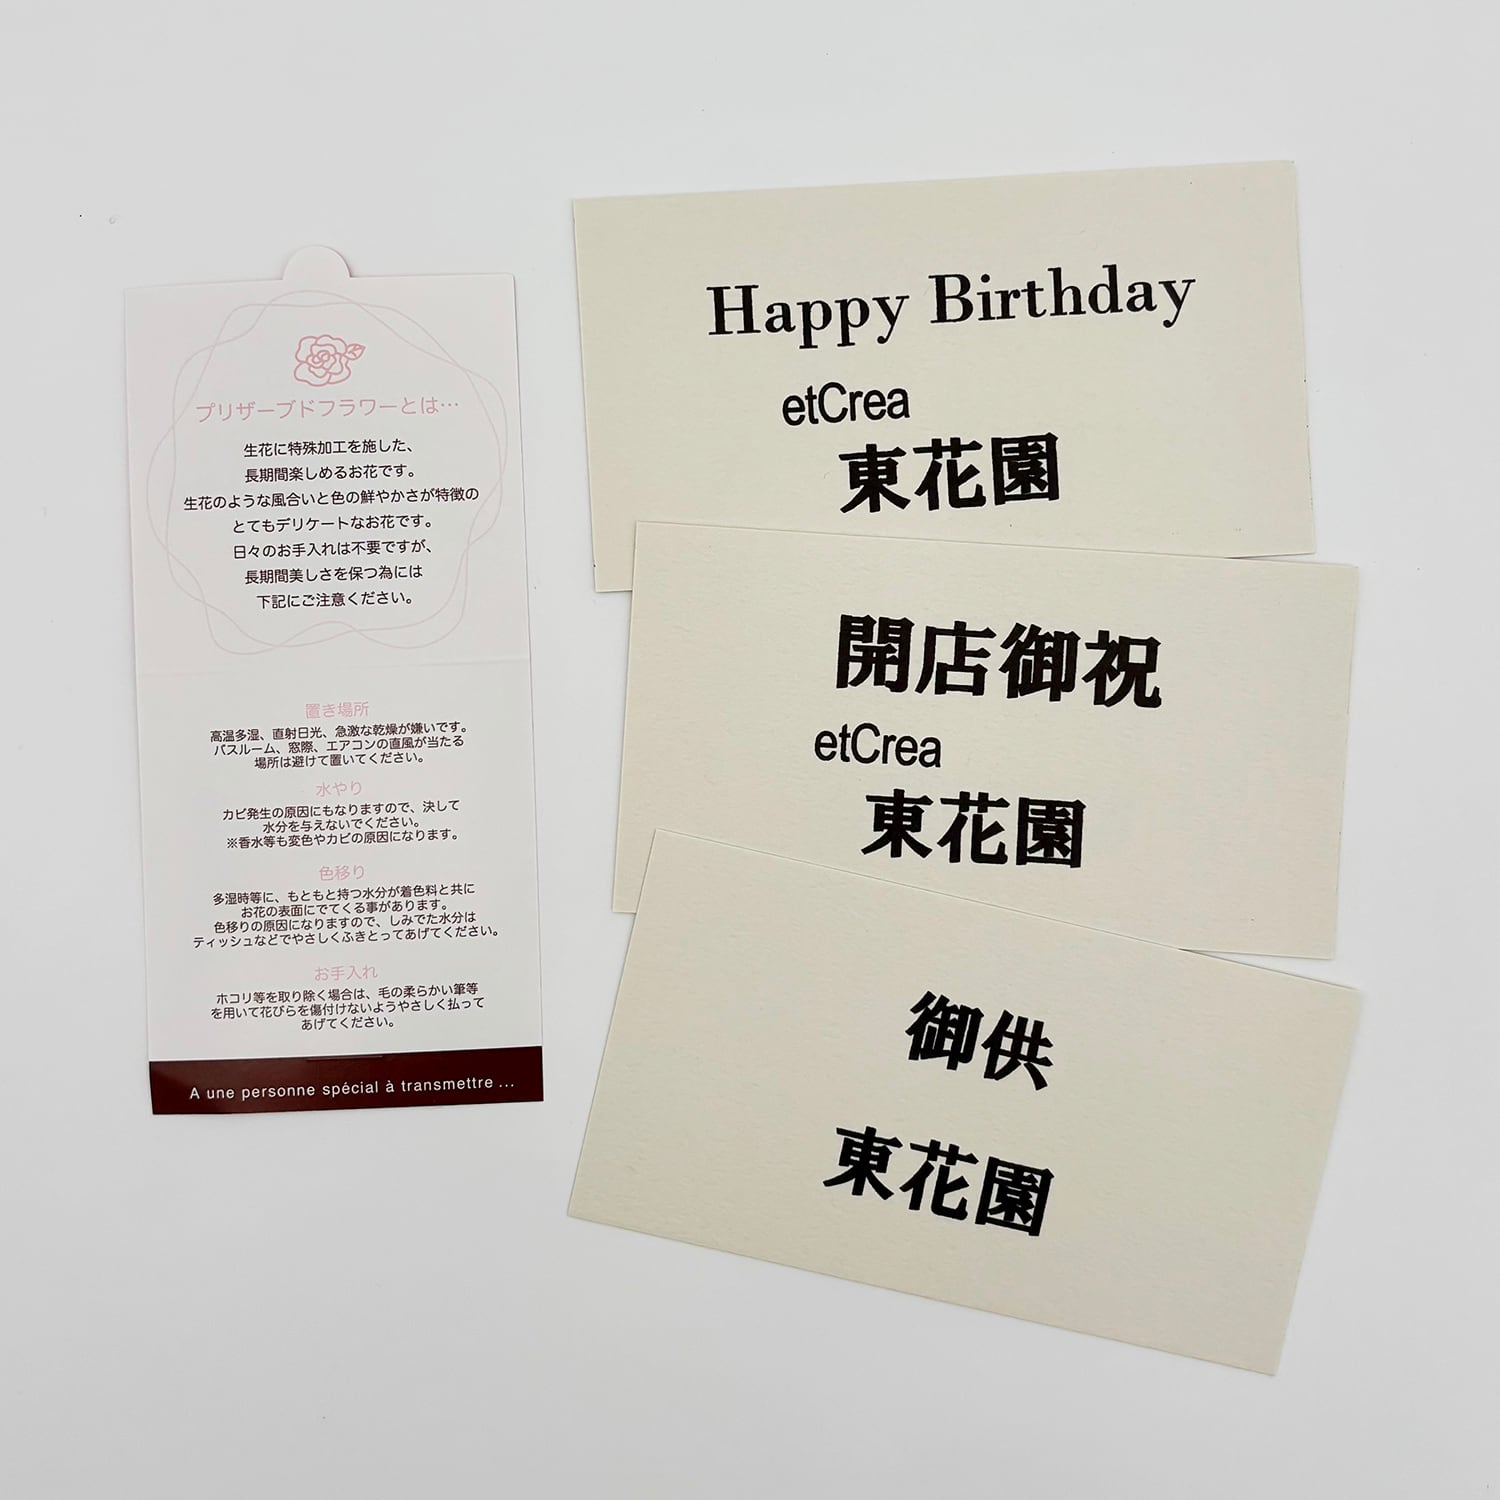 プリザーブドフラワーとは…
生花に特殊加工を施した、
長期間楽しめるお花です。
生花のような風合いと色の鮮やかさが特徴の
とてもデリケートなお花です。
日々のお手入れは不要ですが、
長期間美しさを保つ為には
下記にご注意ください。
置き場所
高温多湿、直射日光、急激な乾燥が嫌いです。
バスルーム、窓際、エアコンの直風が当たる
場所は避けて置いてください。
水やり
カビ発生の原因にもなりますので、決して
水分を与えないでください。
※香水等も変色やカビの原因になります。
色移り
多湿時等に、もともと持つ水分が着色料と共に
お花の表面にでてくる事があります。
色移りの原因になりますので、しみでた水分は
ティッシュなどでやさしくふきとってあげてください。
お手入れ
ホコリ等を取り除く場合は、毛の柔らかい筆等
を用いて花びらを傷付けないようやさしく払って
あげてください。
A une personne spécial à transmettre ...
Happy Birthday
etCrea
東花園
開店御祝
etCrea
東花園
御供
東花園